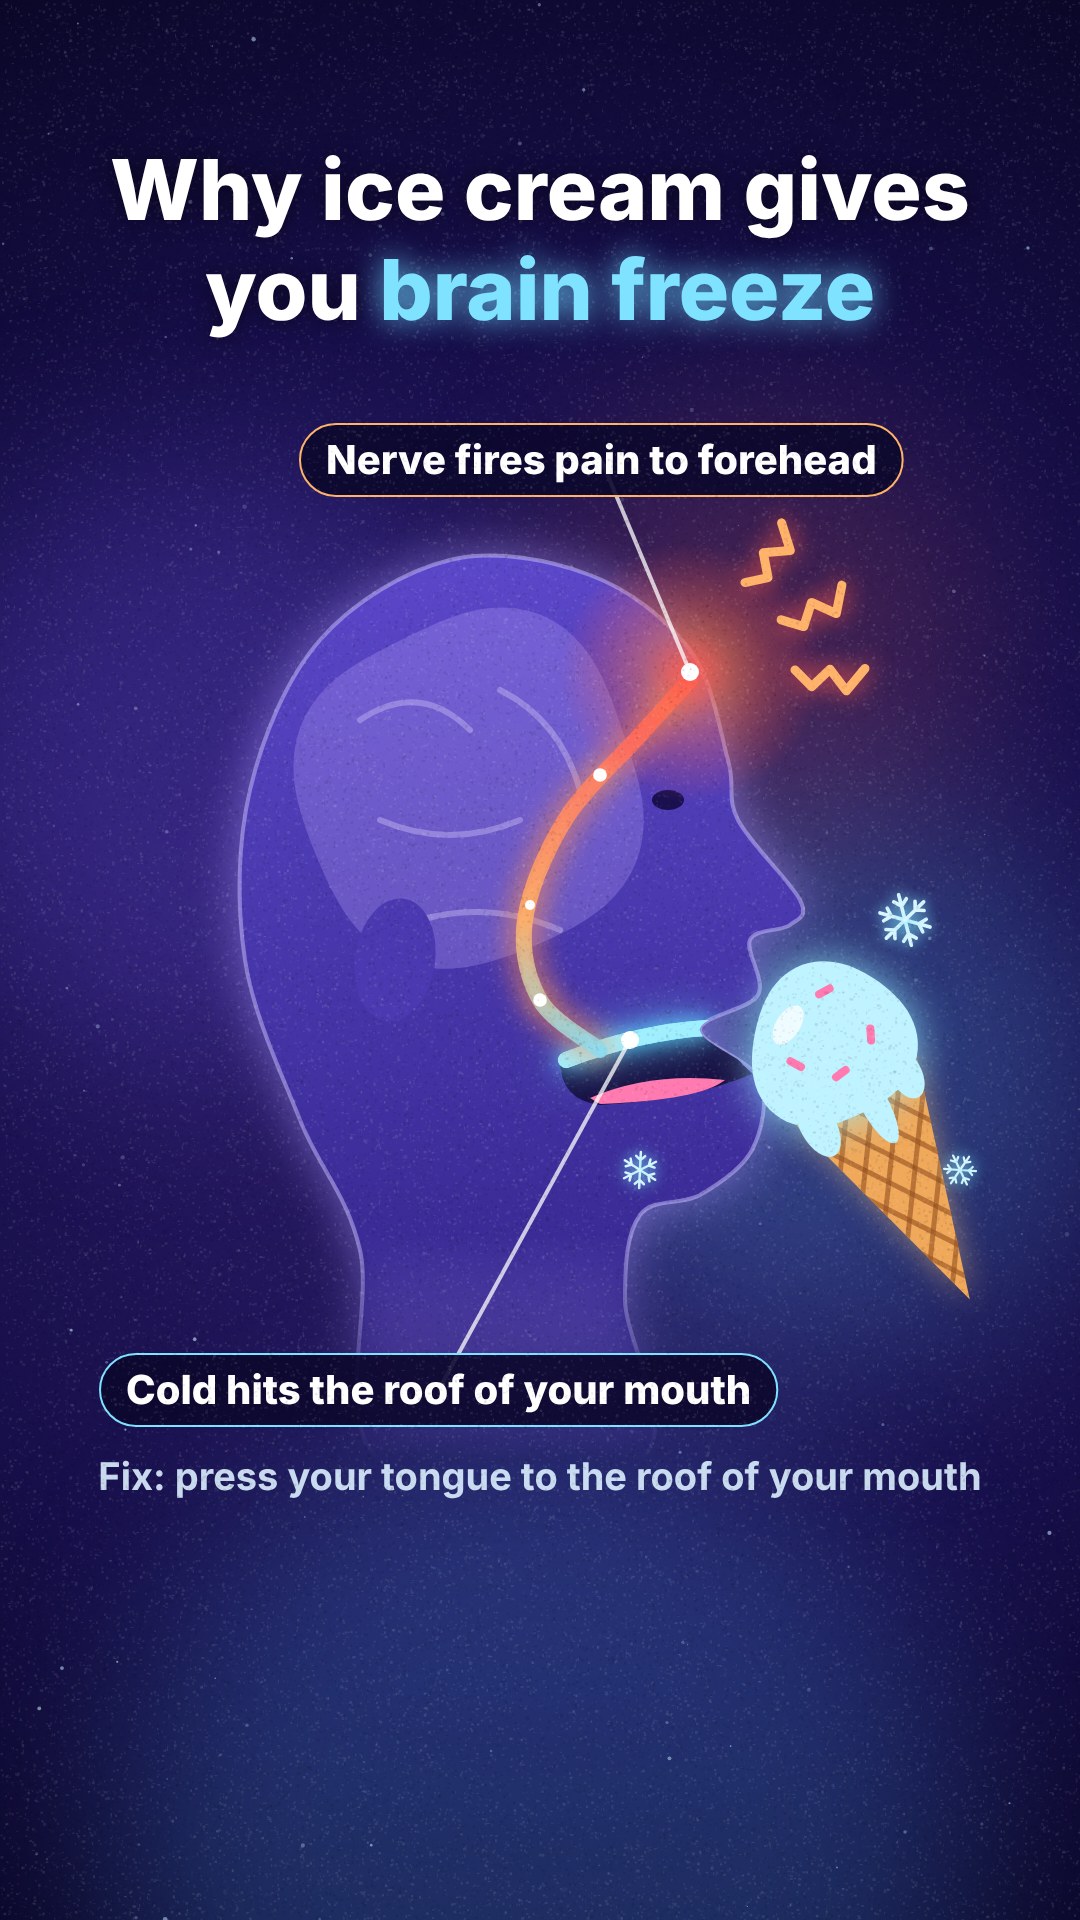 Why ice cream gives
you brain freeze
Nerve fires pain to forehead
Cold hits the roof of your mouth
Fix: press your tongue to the roof of your mouth